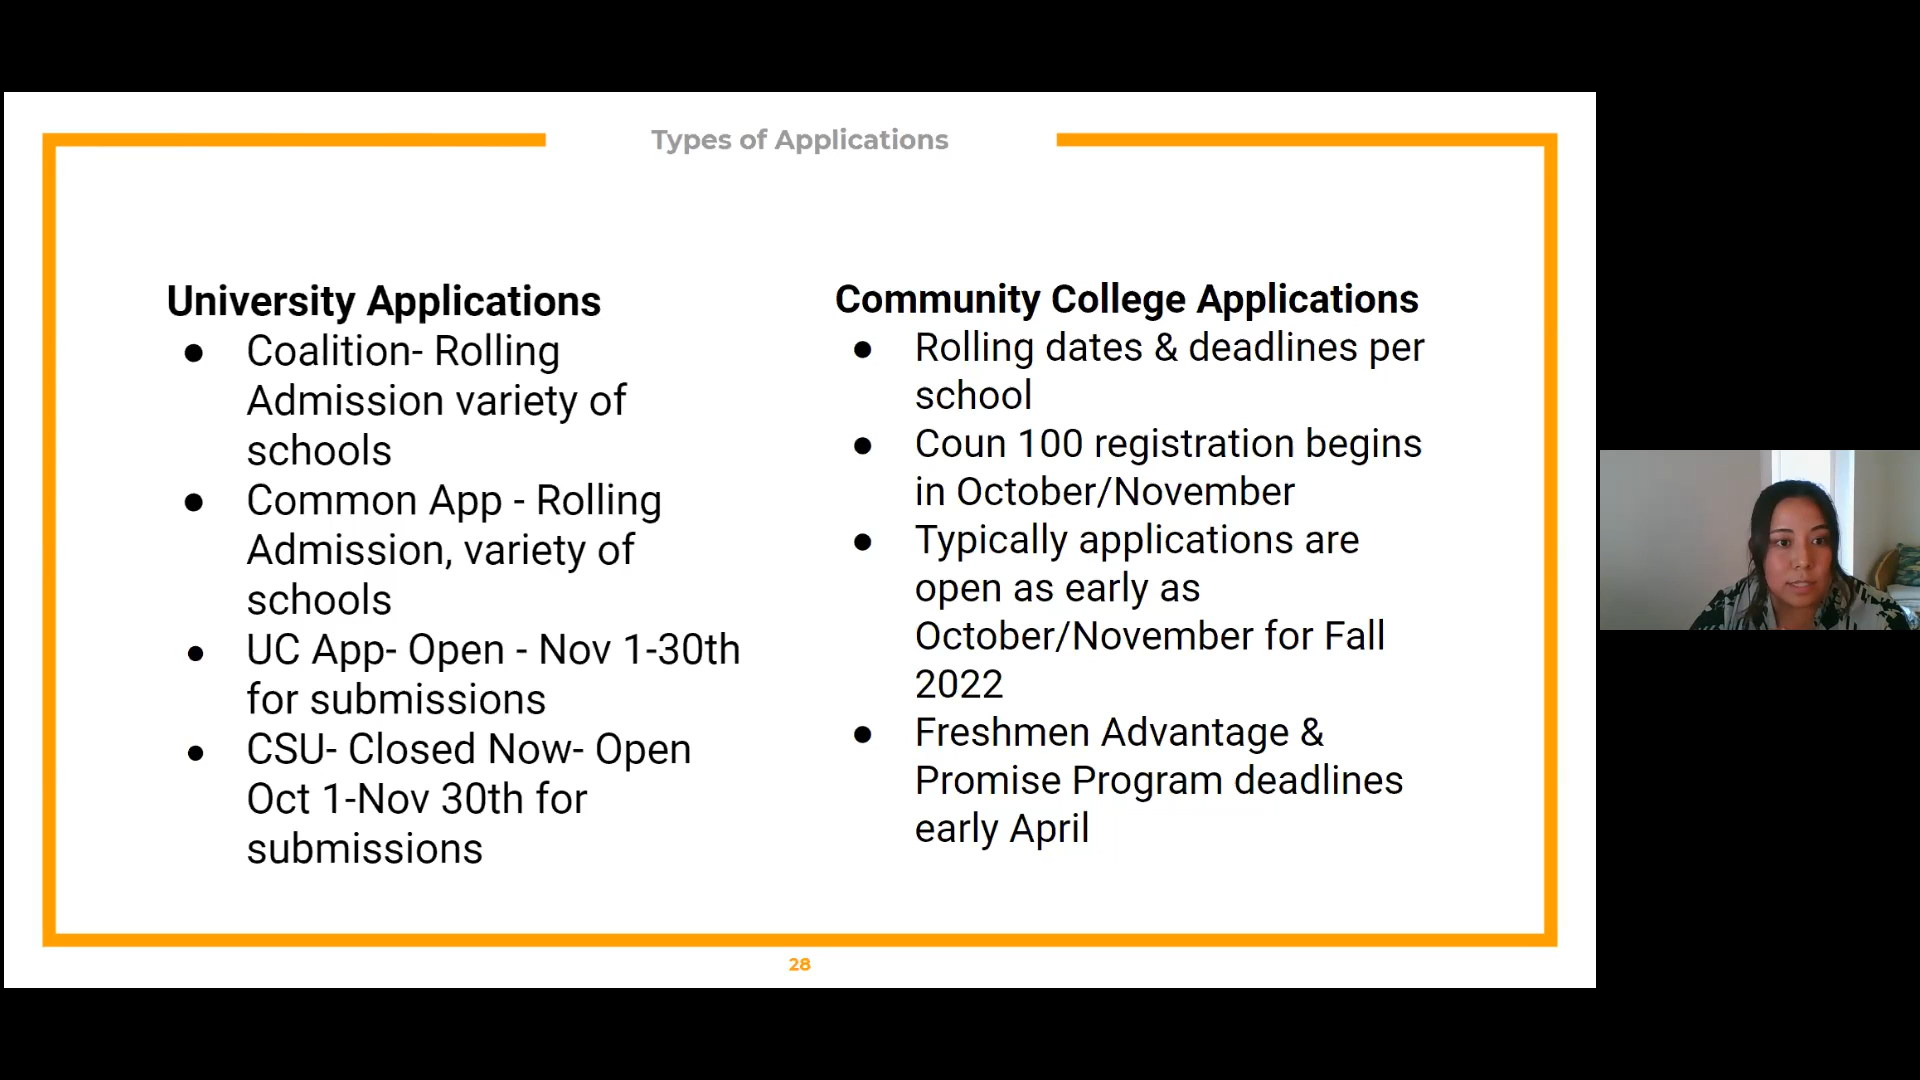 Types of Applications
University Applications
● Coalition- Rolling
Admission variety of
schools
● Common App - Rolling
Admission, variety of
schools
● UC App- Open - Nov 1-30th
for submissions
● CSU- Closed Now- Open
Oct 1-Nov 30th for
submissions
Community College Applications
● Rolling dates & deadlines per
school
● Coun 100 registration begins
in October/November
● Typically applications are
open as early as
October/November for Fall
2022
● Freshmen Advantage &
Promise Program deadlines
early April
28